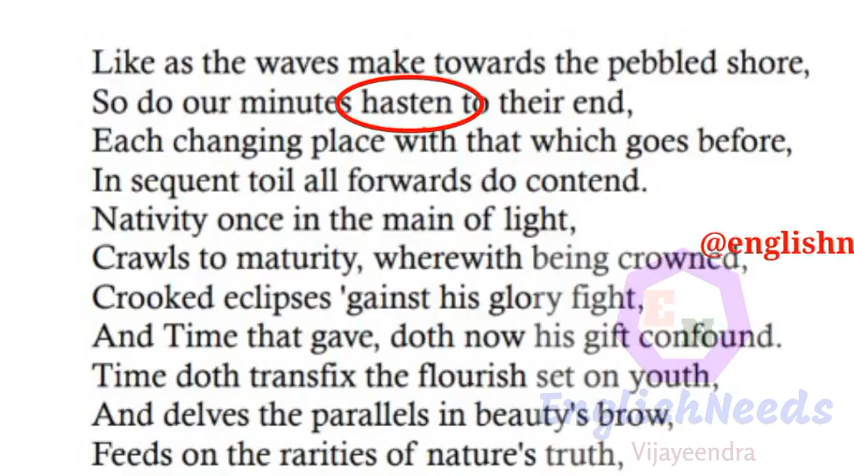 Like as the waves make towards the pebbled shore,
So do our minutes hasten to their end,
Each changing place with that which goes before,
In sequent toil all forwards do contend.
Nativity once in the main of light,
@englishn
Crawls to maturity, wherewith being crowned,
Crooked eclipses 'gainst his glory fight,
And Time that gave, doth now his gift confound.
Time doth transfix the flourish set on youth,
And delves the parallels in beauty's brow,
Feeds on the rarities of nature's truth,
E N
EnglishNeeds
Vijayeendra